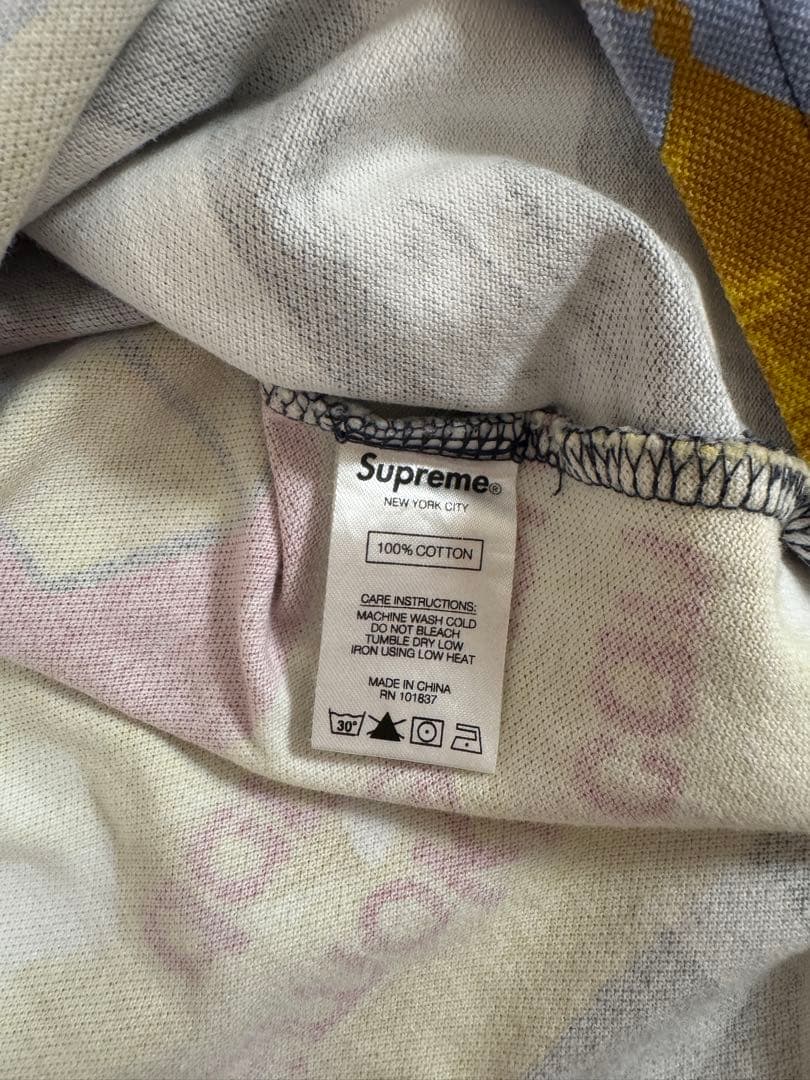 Supreme®
NEW YORK CITY
100% COTTON
CARE INSTRUCTIONS:
MACHINE WASH COLD
DO NOT BLEACH
TUMBLE DRY LOW
IRON USING LOW HEAT
MADE IN CHINA
RN 101837
30°